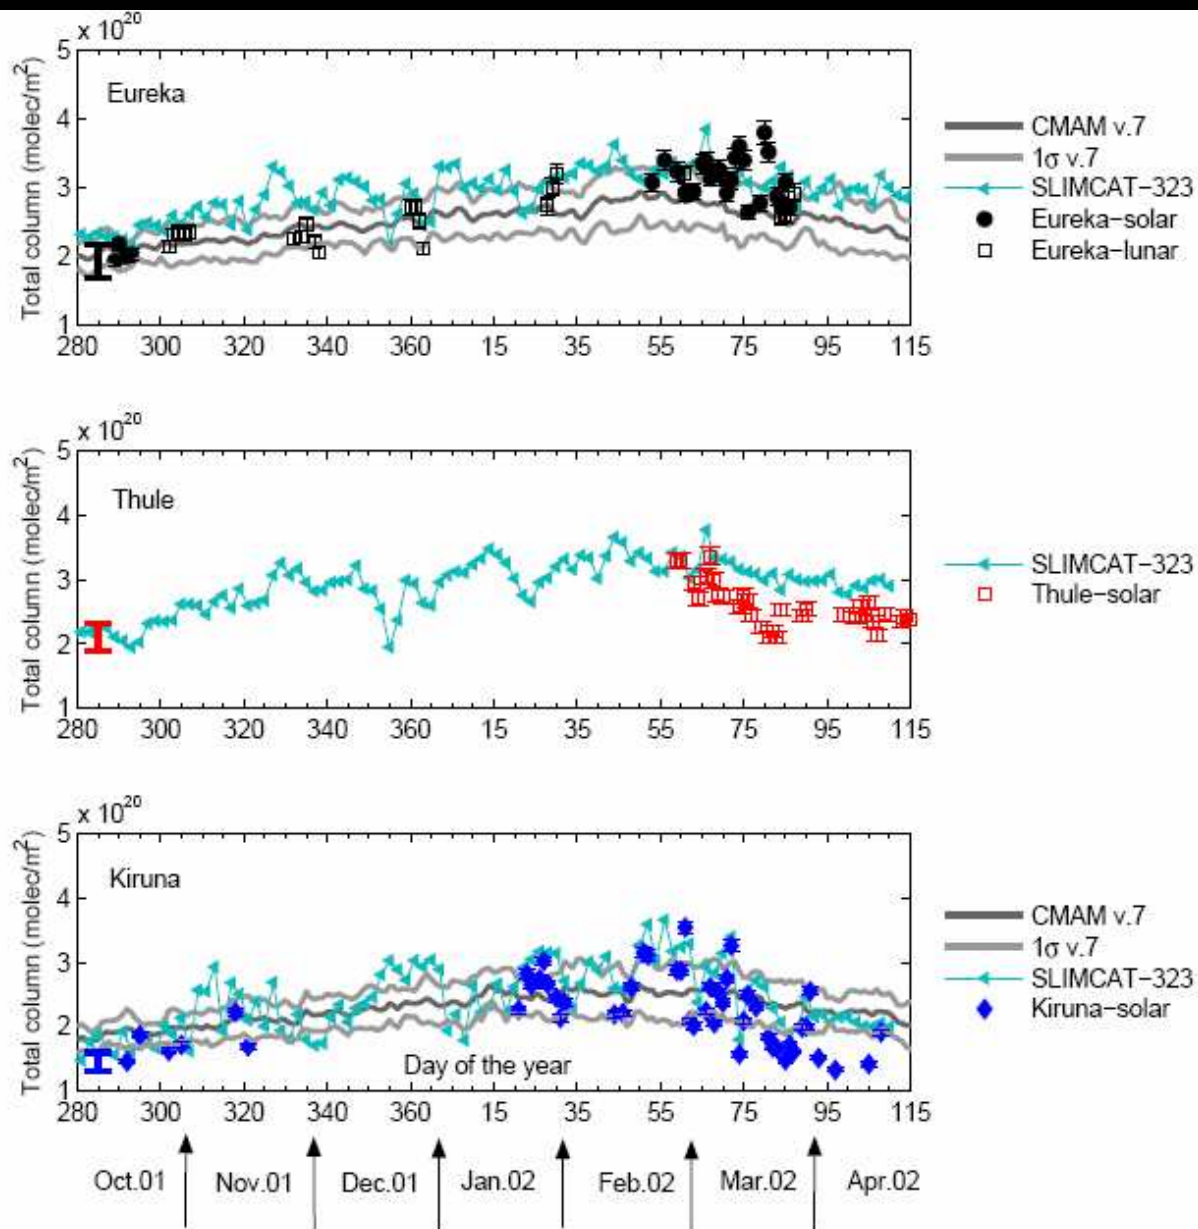 x 10^20
5
4
3
2
1
Total column (molec/m²)
Eureka
280 300 320 340 360 15 35 55 75 95 115
CMAM v.7
1σ v.7
SLIMCAT−323
Eureka−solar
Eureka−lunar
x 10^20
5
4
3
2
1
Total column (molec/m²)
Thule
280 300 320 340 360 15 35 55 75 95 115
SLIMCAT−323
Thule−solar
x 10^20
5
4
3
2
1
Total column (molec/m²)
Kiruna
Day of the year
280 300 320 340 360 15 35 55 75 95 115
CMAM v.7
1σ v.7
SLIMCAT−323
Kiruna−solar
Oct.01 Nov.01 Dec.01 Jan.02 Feb.02 Mar.02 Apr.02